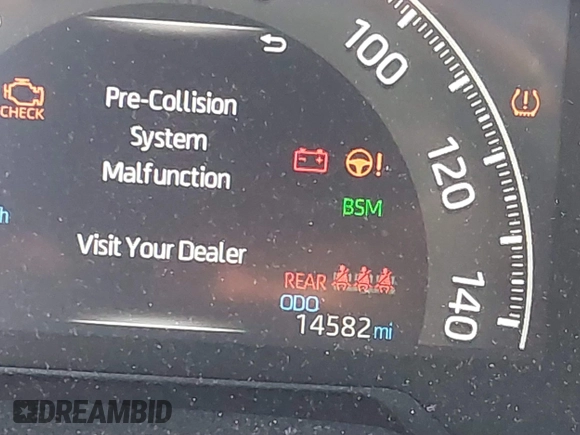 100
CHECK
Pre-Collision
System
Malfunction
120
BSM
h
Visit Your Dealer
REAR
ODO
14582 mi
140
DREAMBID